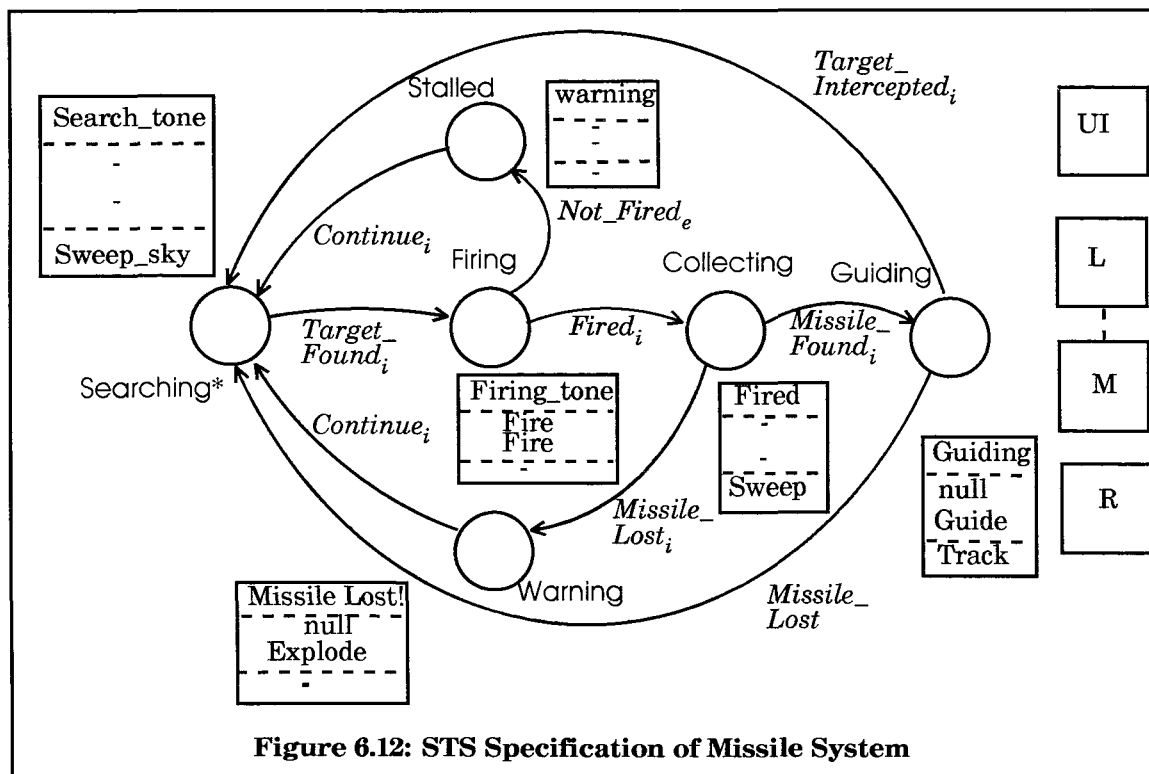 Target_
Intercepted_i
Stalled
warning
-
-
-
Search_tone
-
-
Sweep_sky
UI
Not_Fired_e
Continue_i
Firing
Collecting
Guiding
L
Target_
Found_i
Fired_i
Missile_
Found_i
Searching*
M
Firing_tone
Fire
Fire
-
Fired
-
-
Sweep
Continue_i
Guiding
null
Guide
Track
R
Missile_
Lost_i
Warning
Missile Lost!
null
Explode
-
Missile_
Lost
Figure 6.12: STS Specification of Missile System